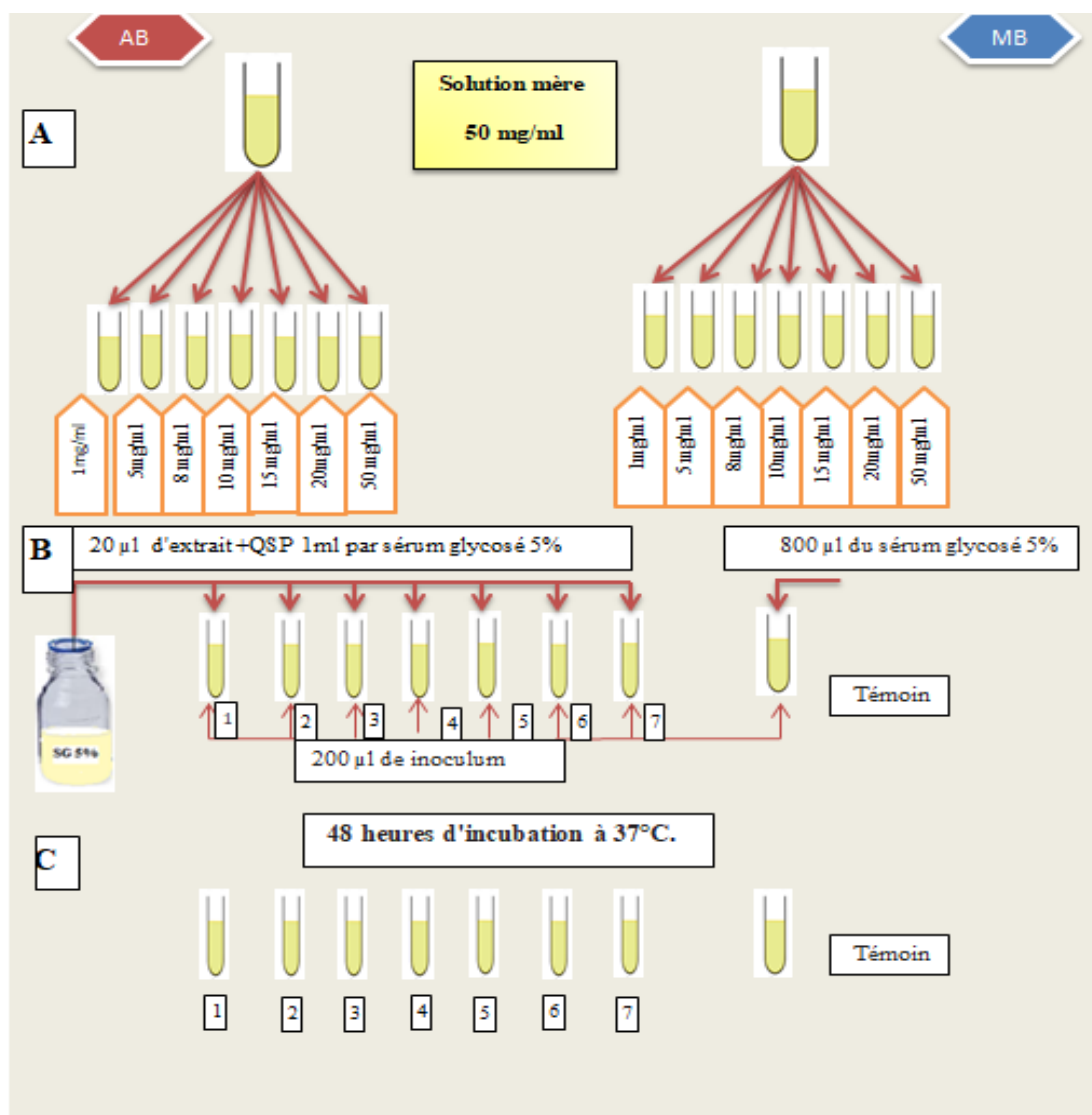 AB
MB
Solution mère
50 mg/ml
A
1mg/ml
5mg/ml
8 mg/ml
10 mg/ml
15 mg/ml
20mg/ml
50 mg/ml
1mg/ml
5 mg/ml
8mg/ml
10mg/ml
15 mg/ml
20 mg/ml
50 mg/ml
B
20 µl d'extrait+QSP 1ml par sérum glycosé 5%
800 µl du sérum glycosé 5%
SG 5%
Témoin
1
2
3
4
5
6
7
200 µl de inoculum
48 heures d'incubation à 37°C.
C
Témoin
1
2
3
4
5
6
7